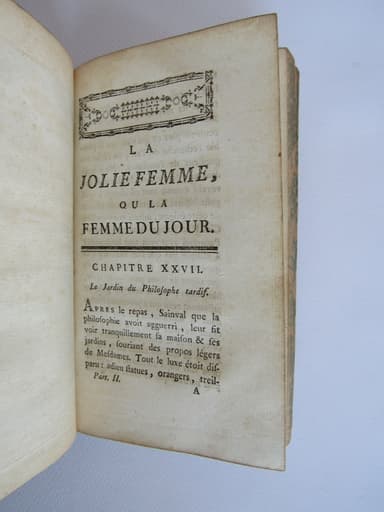 LA
JOLIE FEMME,
OU LA
FEMME DU JOUR.
CHAPITRE XXVII.
Le Jardin du Philosophe tardif.
APRÈS le repas, Sainval que la
philosophie avoit agguerri, leur fit
voir tranquillement sa maison & ses
jardins, souriant des propos légers
de Mesdames. Tout le luxe étoit dis-
paru: adieu statues, orangers, treil-
Part. II. A